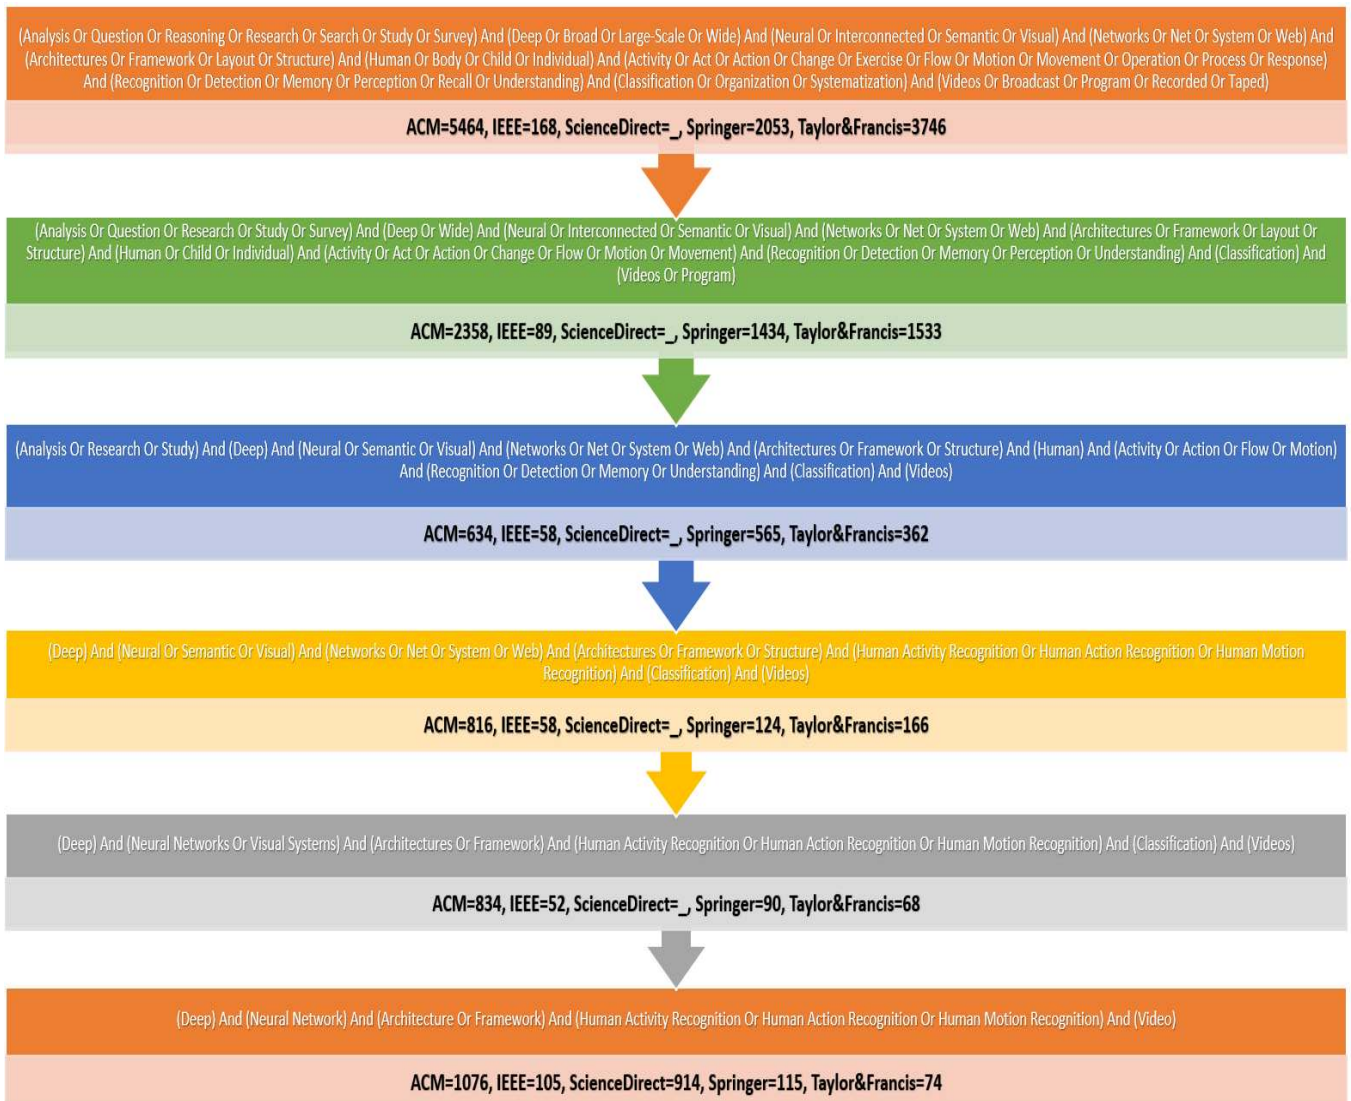 (Analysis Or Question Or Reasoning Or Research Or Search Or Study Or Survey) And (Deep Or Broad Or Large-Scale Or Wide) And (Neural Or Interconnected Or Semantic Or Visual) And (Networks Or Net Or System Or Web) And
(Architectures Or Framework Or Layout Or Structure) And (Human Or Body Or Child Or Individual) And (Activity Or Act Or Action Or Change Or Exercise Or Flow Or Motion Or Movement Or Operation Or Process Or Response)
And (Recognition Or Detection Or Memory Or Perception Or Recall Or Understanding) And (Classification Or Organization Or Systematization) And (Videos Or Broadcast Or Program Or Recorded Or Taped)
ACM=5464, IEEE=168, ScienceDirect=_, Springer=2053, Taylor&Francis=3746
(Analysis Or Question Or Research Or Study Or Survey) And (Deep Or Wide) And (Neural Or Interconnected Or Semantic Or Visual) And (Networks Or Net Or System Or Web) And (Architectures Or Framework Or Layout Or
Structure) And (Human Or Child Or Individual) And (Activity Or Act Or Action Or Change Or Flow Or Motion Or Movement) And (Recognition Or Detection Or Memory Or Perception Or Understanding) And (Classification) And
(Videos Or Program)
ACM=2358, IEEE=89, ScienceDirect=_, Springer=1434, Taylor&Francis=1533
(Analysis Or Research Or Study) And (Deep) And (Neural Or Semantic Or Visual) And (Networks Or Net Or System Or Web) And (Architectures Or Framework Or Structure) And (Human) And (Activity Or Action Or Flow Or Motion)
And (Recognition Or Detection Or Memory Or Understanding) And (Classification) And (Videos)
ACM=634, IEEE=58, ScienceDirect=_, Springer=565, Taylor&Francis=362
(Deep) And (Neural Or Semantic Or Visual) And (Networks Or Net Or System Or Web) And (Architectures Or Framework Or Structure) And (Human Activity Recognition Or Human Action Recognition Or Human Motion
Recognition) And (Classification) And (Videos)
ACM=816, IEEE=58, ScienceDirect=_, Springer=124, Taylor&Francis=166
(Deep) And (Neural Networks Or Visual Systems) And (Architectures Or Framework) And (Human Activity Recognition Or Human Action Recognition Or Human Motion Recognition) And (Classification) And (Videos)
ACM=834, IEEE=52, ScienceDirect=_, Springer=90, Taylor&Francis=68
(Deep) And (Neural Network) And (Architecture Or Framework) And (Human Activity Recognition Or Human Action Recognition Or Human Motion Recognition) And (Video)
ACM=1076, IEEE=105, ScienceDirect=914, Springer=115, Taylor&Francis=74